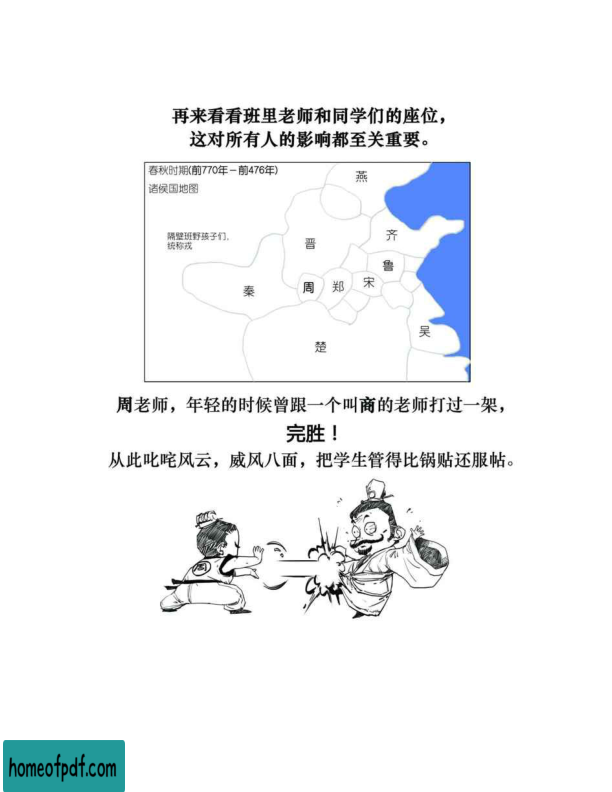 再来看看班里老师和同学们的座位，
这对所有人的影响都至关重要。
春秋时期(前770年－前476年)
诸侯国地图
燕
隔壁班野孩子们，
统称戎
晋
齐
鲁
秦
周
郑
宋
吴
楚
周老师，年轻的时候曾跟一个叫商的老师打过一架，
完胜！
从此叱咤风云，威风八面，把学生管得比锅贴还服帖。
周
homeofpdf.com